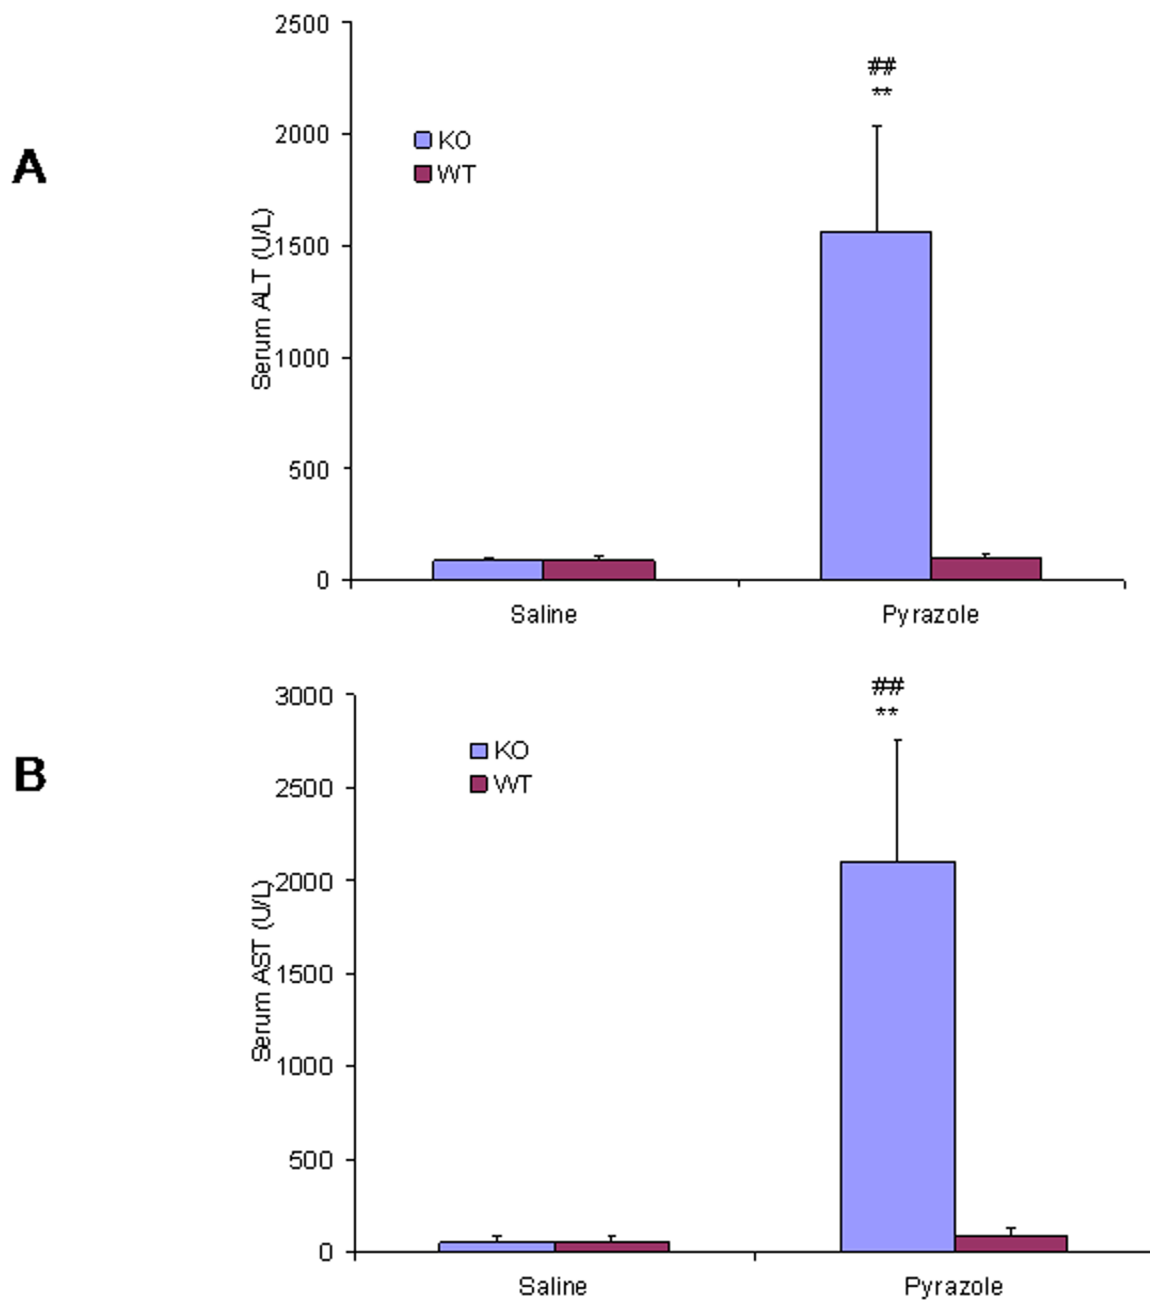 A
Serum ALT (U/L)
2500
2000
1500
1000
500
0
KO
WT
##
**
Saline
Pyrazole
B
Serum AST (U/L)
3000
2500
2000
1500
1000
500
0
KO
WT
##
**
Saline
Pyrazole